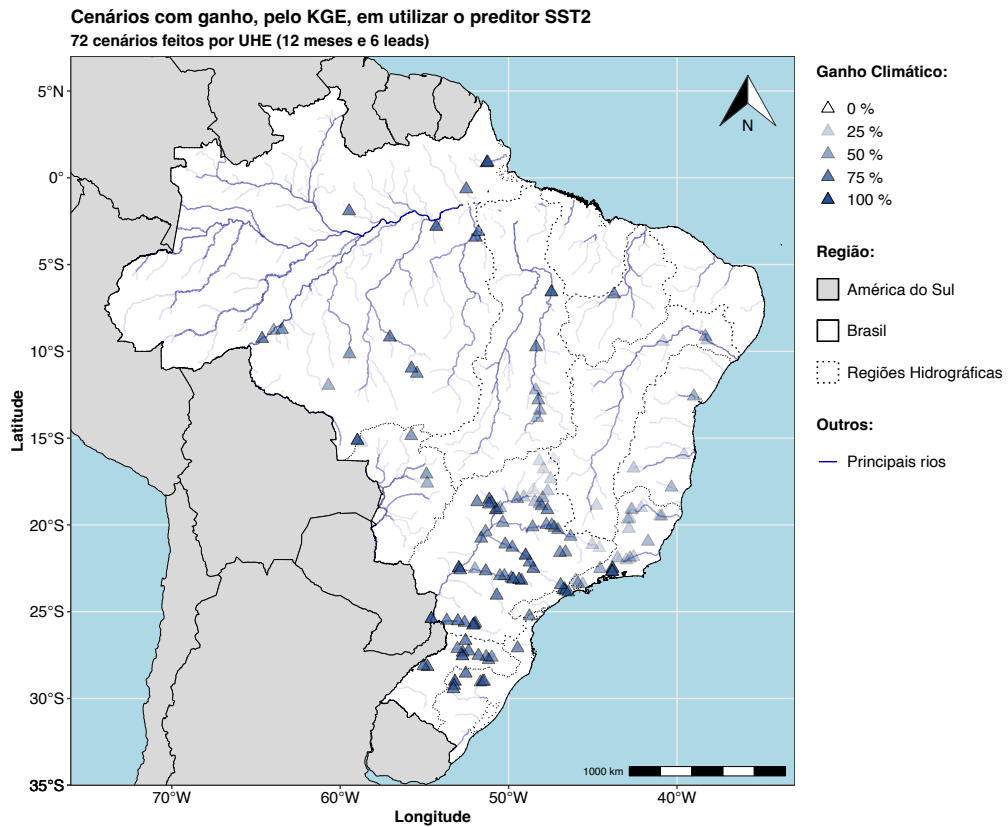 Cenários com ganho, pelo KGE, em utilizar o preditor SST2
72 cenários feitos por UHE (12 meses e 6 leads)
Ganho Climático:
0 %
25 %
50 %
75 %
100 %
Região:
América do Sul
Brasil
Regiões Hidrográficas
Outros:
Principais rios
N
5°N
0°
5°S
10°S
15°S
20°S
25°S
30°S
35°S
Latitude
1000 km
70°W 60°W 50°W 40°W
Longitude